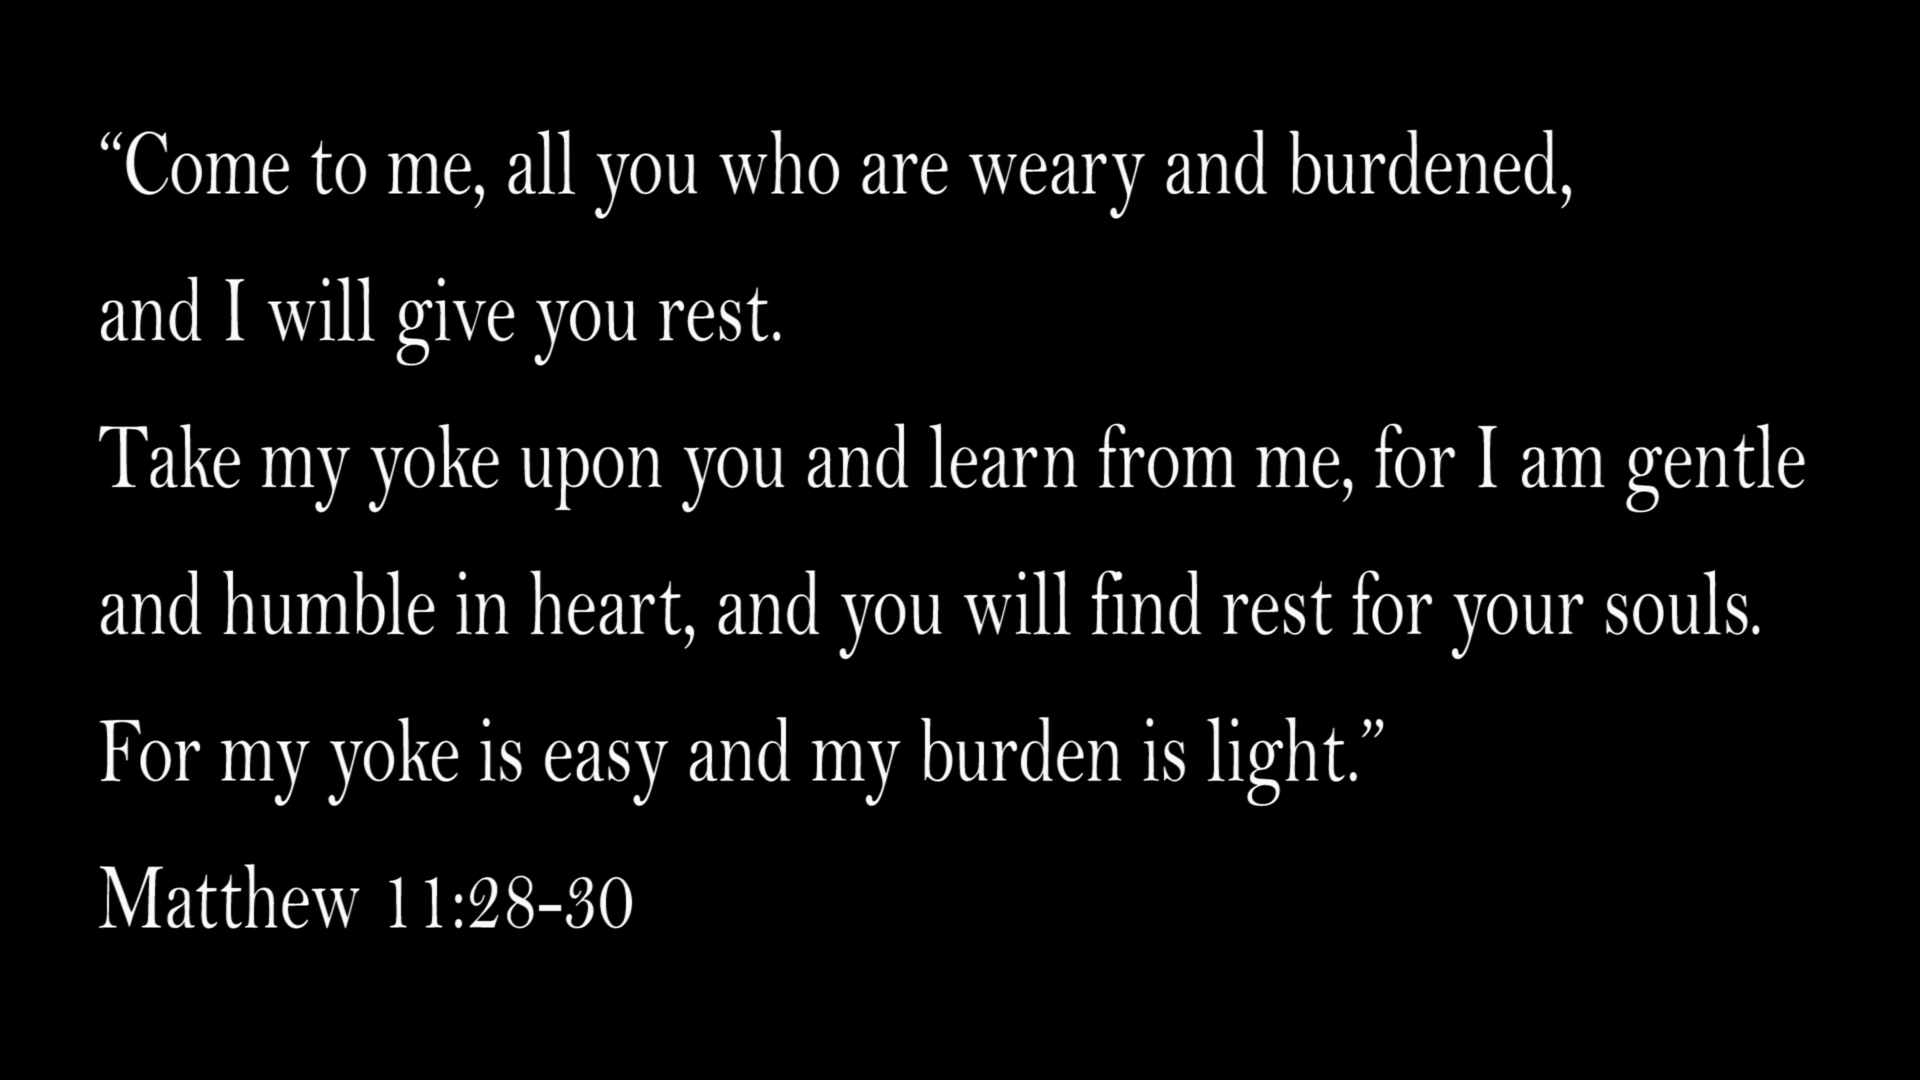 “Come to me, all you who are weary and burdened,
and I will give you rest.
Take my yoke upon you and learn from me, for I am gentle
and humble in heart, and you will find rest for your souls.
For my yoke is easy and my burden is light.”
Matthew 11:28-30